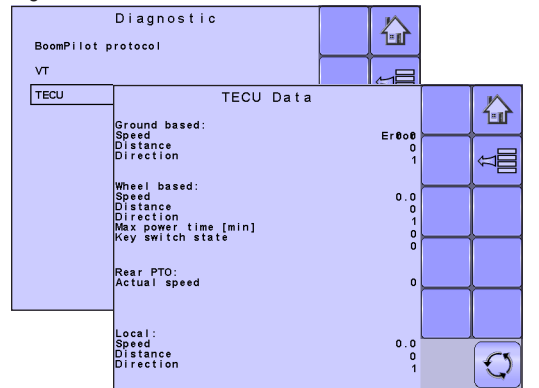 Diagnostic
BoomPilot protocol
VT
TECU
TECU Data
Ground based:
Speed
Distance 0
Direction 1
Wheel based:
Speed 0.0
Distance 0
Direction 1
Max power time [min] 0
Key switch state 0
Rear PTO:
Actual speed 0
Local:
Speed 0.0
Distance 0
Direction 1